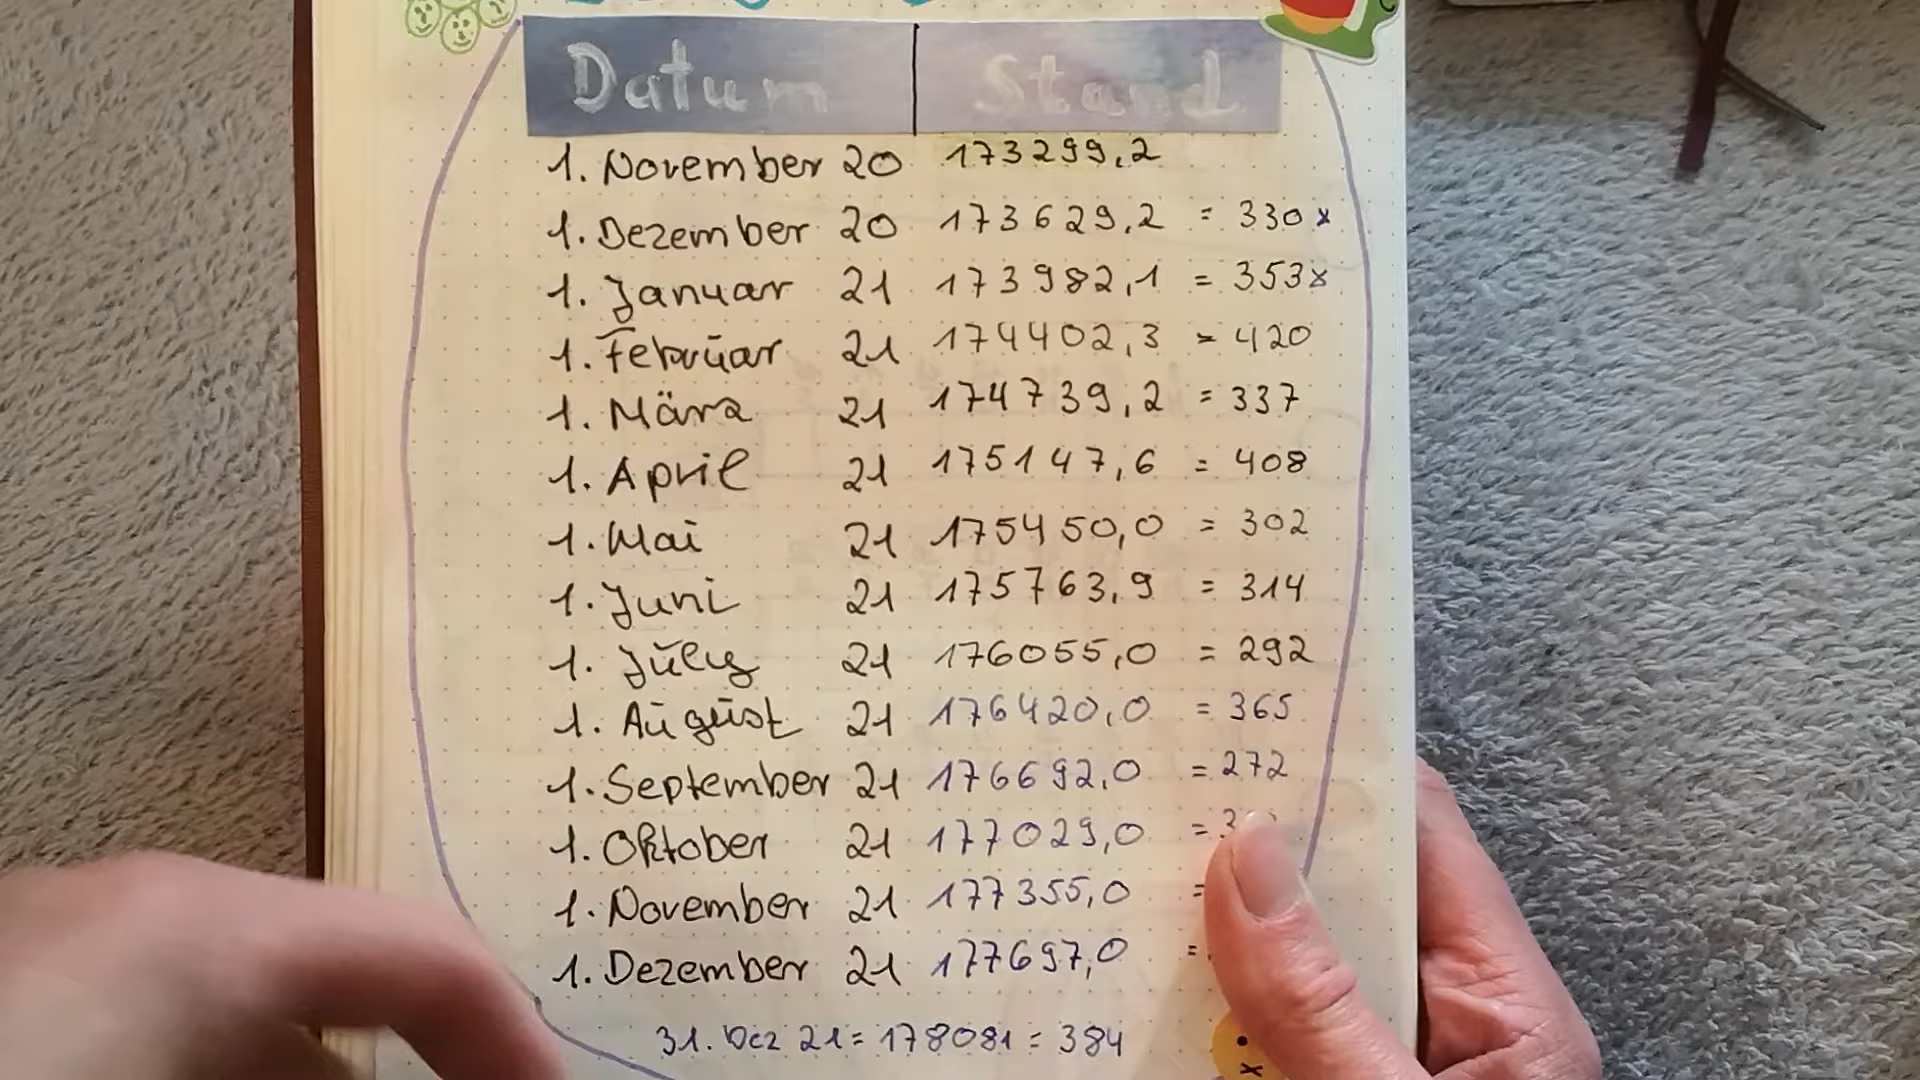 Datum Stand
1. November 20 173299,2
1. Dezember 20 173629,2 = 330 x
1. Januar 21 173982,1 = 353 x
1. Februar 21 174402,3 = 420
1. März 21 174739,2 = 337
1. April 21 175147,6 = 408
1. Mai 21 175450,0 = 302
1. Juni 21 175763,9 = 314
1. July 21 176055,0 = 292
1. August 21 176420,0 = 365
1. September 21 176692,0 = 272
1. Oktober 21 177029,0 =
1. November 21 177355,0 =
1. Dezember 21 177697,0 =
31. Dez 21 = 178081 = 384